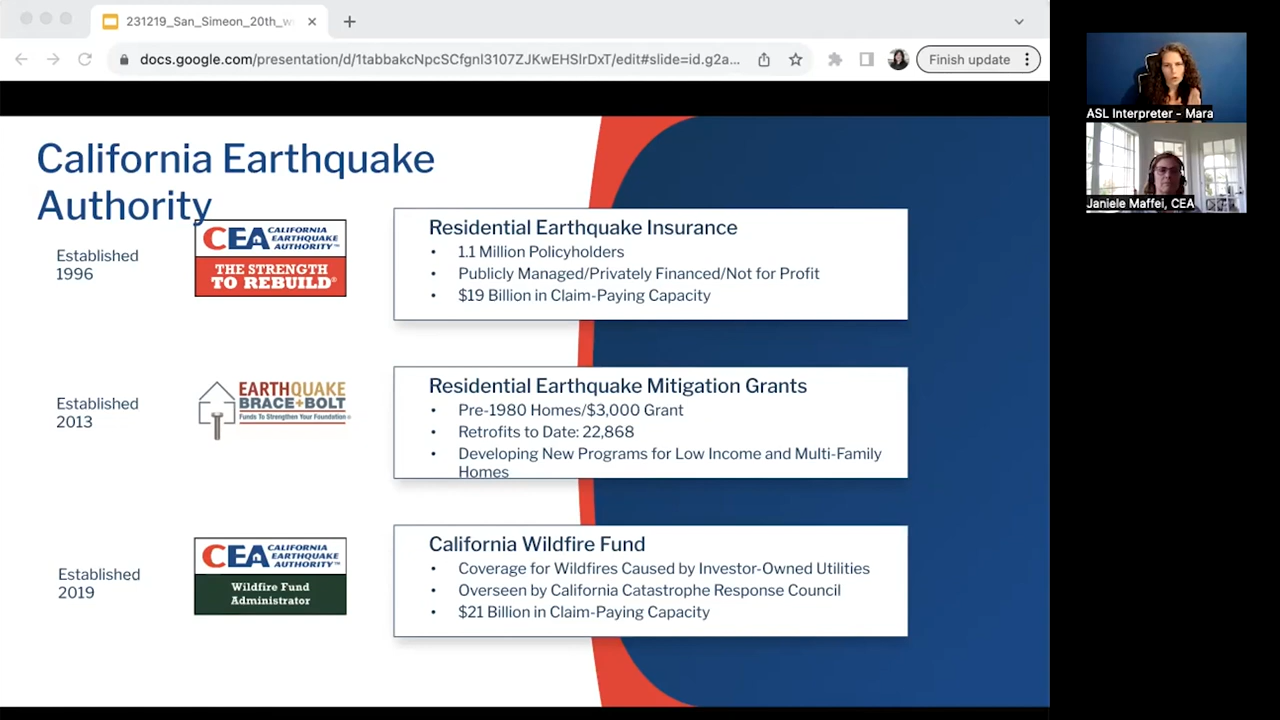 231219_San_Simeon_20th_w
docs.google.com/presentation/d/1tabbakcNpcSCfgnl3107ZJKwEHSlrDxT/edit#slide=id.g2a...
Finish update
ASL Interpreter - Mara
Janiele Maffei, CEA
California Earthquake
Authority
Established
1996
CEA CALIFORNIA
EARTHQUAKE
AUTHORITY™
THE STRENGTH
TO REBUILD®
Residential Earthquake Insurance
• 1.1 Million Policyholders
• Publicly Managed/Privately Financed/Not for Profit
• $19 Billion in Claim-Paying Capacity
Established
2013
EARTHQUAKE
BRACE+BOLT
Funds To Strengthen Your Foundation®
Residential Earthquake Mitigation Grants
• Pre-1980 Homes/$3,000 Grant
• Retrofits to Date: 22,868
• Developing New Programs for Low Income and Multi-Family
Homes
Established
2019
CEA CALIFORNIA
EARTHQUAKE
AUTHORITY™
Wildfire Fund
Administrator
California Wildfire Fund
• Coverage for Wildfires Caused by Investor-Owned Utilities
• Overseen by California Catastrophe Response Council
• $21 Billion in Claim-Paying Capacity